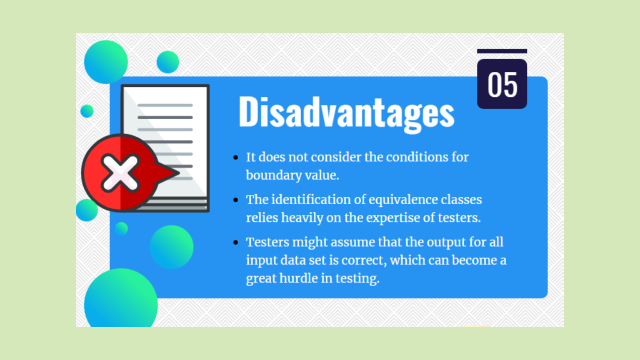 05
Disadvantages
• It does not consider the conditions for
boundary value.
• The identification of equivalence classes
relies heavily on the expertise of testers.
• Testers might assume that the output for all
input data set is correct, which can become a
great hurdle in testing.